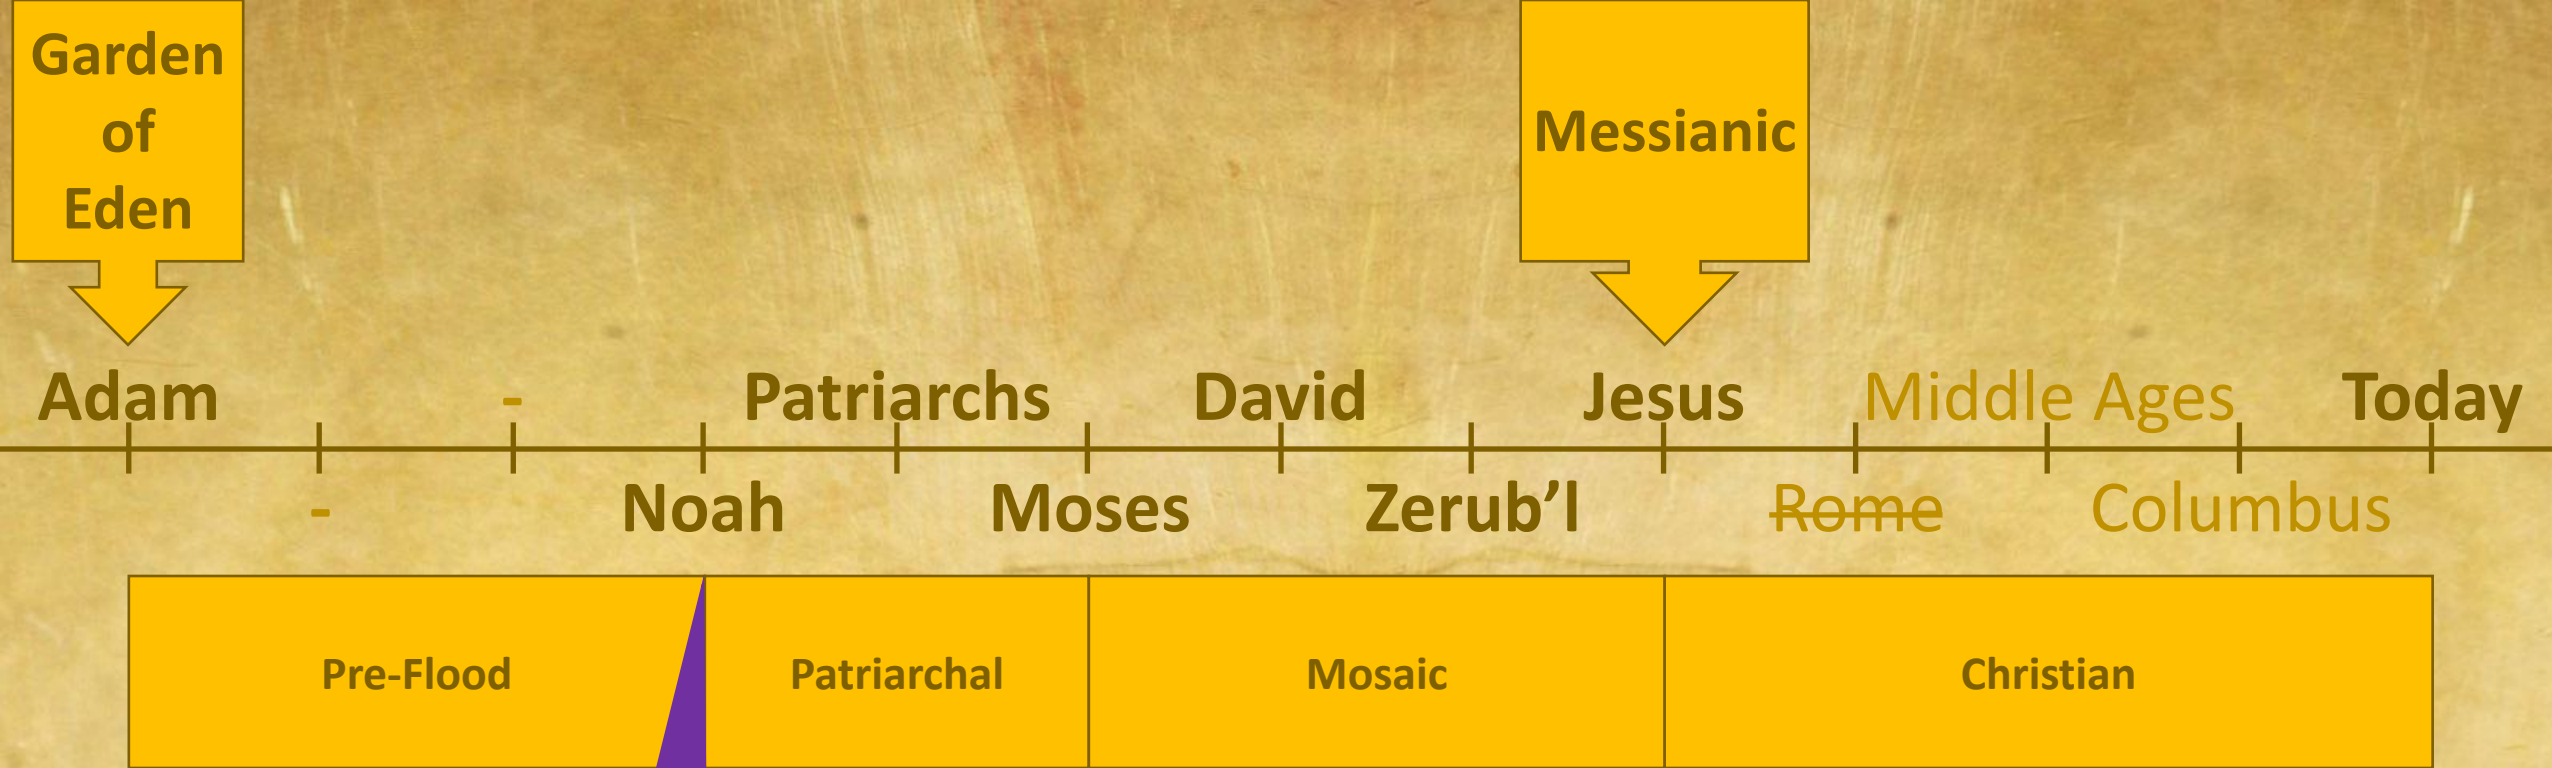 Garden
of
Eden
Messianic
Adam - Patriarchs David Jesus Middle Ages Today
- Noah Moses Zerub’l Rome Columbus
Pre-Flood Patriarchal Mosaic Christian